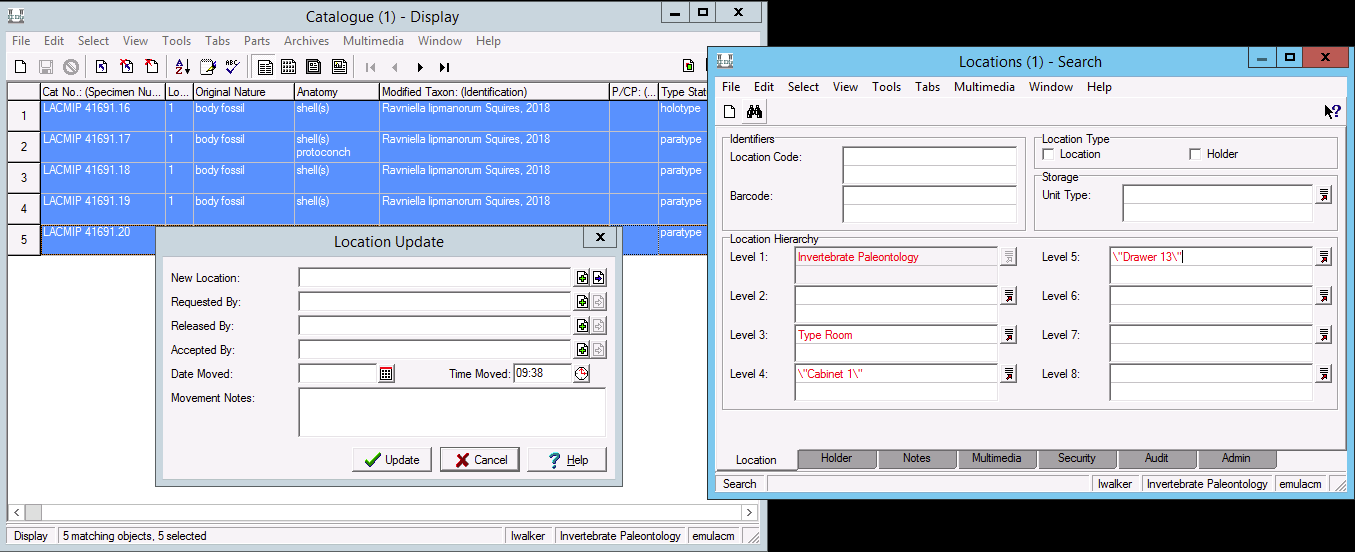 Catalogue (1) - Display
File Edit Select View Tools Tabs Parts Archives Multimedia Window Help
Cat No.: (Specimen Nu... Lo... Original Nature Anatomy Modified Taxon: (Identification) P/CP: (... Type Stat
1 LACMIP 41691.16 1 body fossil shell(s) Ravniella lipmanorum Squires, 2018 holotype
2 LACMIP 41691.17 1 body fossil shell(s) Ravniella lipmanorum Squires, 2018 paratype
protoconch
3 LACMIP 41691.18 1 body fossil shell(s) Ravniella lipmanorum Squires, 2018 paratype
4 LACMIP 41691.19 1 body fossil shell(s) Ravniella lipmanorum Squires, 2018 paratype
5 LACMIP 41691.20 paratype
Location Update
New Location:
Requested By:
Released By:
Accepted By:
Date Moved: Time Moved: 09:38
Movement Notes:
Update Cancel Help
Display 5 matching objects, 5 selected lwalker Invertebrate Paleontology emulacm
Locations (1) - Search
File Edit Select View Tools Tabs Multimedia Window Help
Identifiers Location Type
Location Code: Location Holder
Storage
Barcode: Unit Type:
Location Hierarchy
Level 1: Invertebrate Paleontology Level 5: \"Drawer 13\"
Level 2: Level 6:
Level 3: Type Room Level 7:
Level 4: \"Cabinet 1\" Level 8:
Location Holder Notes Multimedia Security Audit Admin
Search lwalker Invertebrate Paleontology emulacm